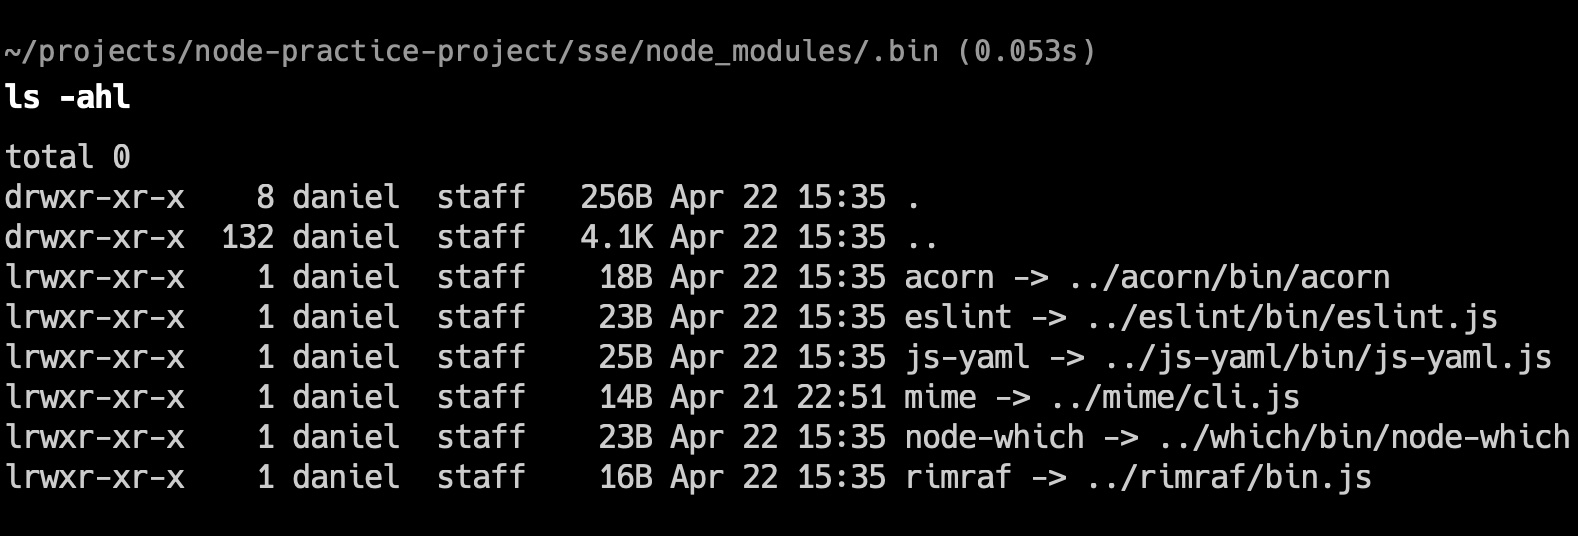 ~/projects/node-practice-project/sse/node_modules/.bin (0.053s)
ls -ahl
total 0
drwxr-xr-x    8 daniel  staff   256B Apr 22 15:35 .
drwxr-xr-x  132 daniel  staff   4.1K Apr 22 15:35 ..
lrwxr-xr-x    1 daniel  staff    18B Apr 22 15:35 acorn -> ../acorn/bin/acorn
lrwxr-xr-x    1 daniel  staff    23B Apr 22 15:35 eslint -> ../eslint/bin/eslint.js
lrwxr-xr-x    1 daniel  staff    25B Apr 22 15:35 js-yaml -> ../js-yaml/bin/js-yaml.js
lrwxr-xr-x    1 daniel  staff    14B Apr 21 22:51 mime -> ../mime/cli.js
lrwxr-xr-x    1 daniel  staff    23B Apr 22 15:35 node-which -> ../which/bin/node-which
lrwxr-xr-x    1 daniel  staff    16B Apr 22 15:35 rimraf -> ../rimraf/bin.js